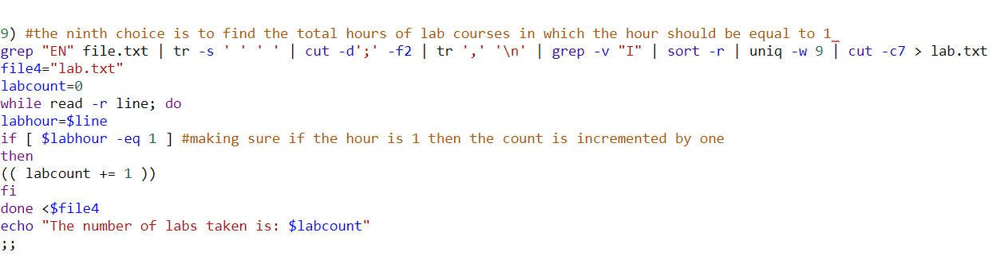 9) #the ninth choice is to find the total hours of lab courses in which the hour should be equal to 1
grep "EN" file.txt | tr -s ' ' ' ' | cut -d';' -f2 | tr ',' '\n' | grep -v "I" | sort -r | uniq -w 9 | cut -c7 > lab.txt
file4="lab.txt"
labcount=0
while read -r line; do
labhour=$line
if [ $labhour -eq 1 ] #making sure if the hour is 1 then the count is incremented by one
then
(( labcount += 1 ))
fi
done <$file4
echo "The number of labs taken is: $labcount"
;;